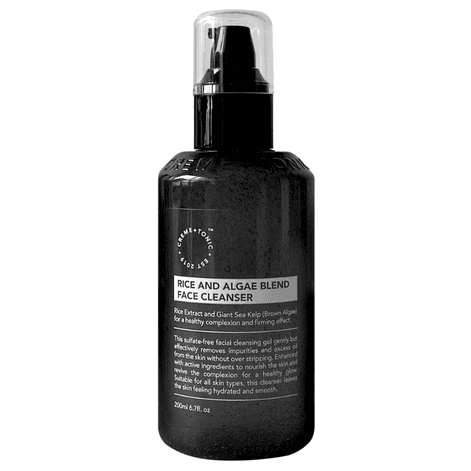 CREME+TONIC
CREME+TONIC™ • EST 2019 •
RICE AND ALGAE BLEND
FACE CLEANSER
Rice Extract and Giant Sea Kelp (Brown Algae)
for a healthy complexion and firming effect.
This sulfate-free facial cleansing gel gently but
effectively removes impurities and excess oil
from the skin without over stripping. Enhanced
with active ingredients to nourish the skin and
revive the complexion for a healthy glow.
Suitable for all skin types, this cleanser leaves
the skin feeling hydrated and smooth.
200ml 6.7fl. oz